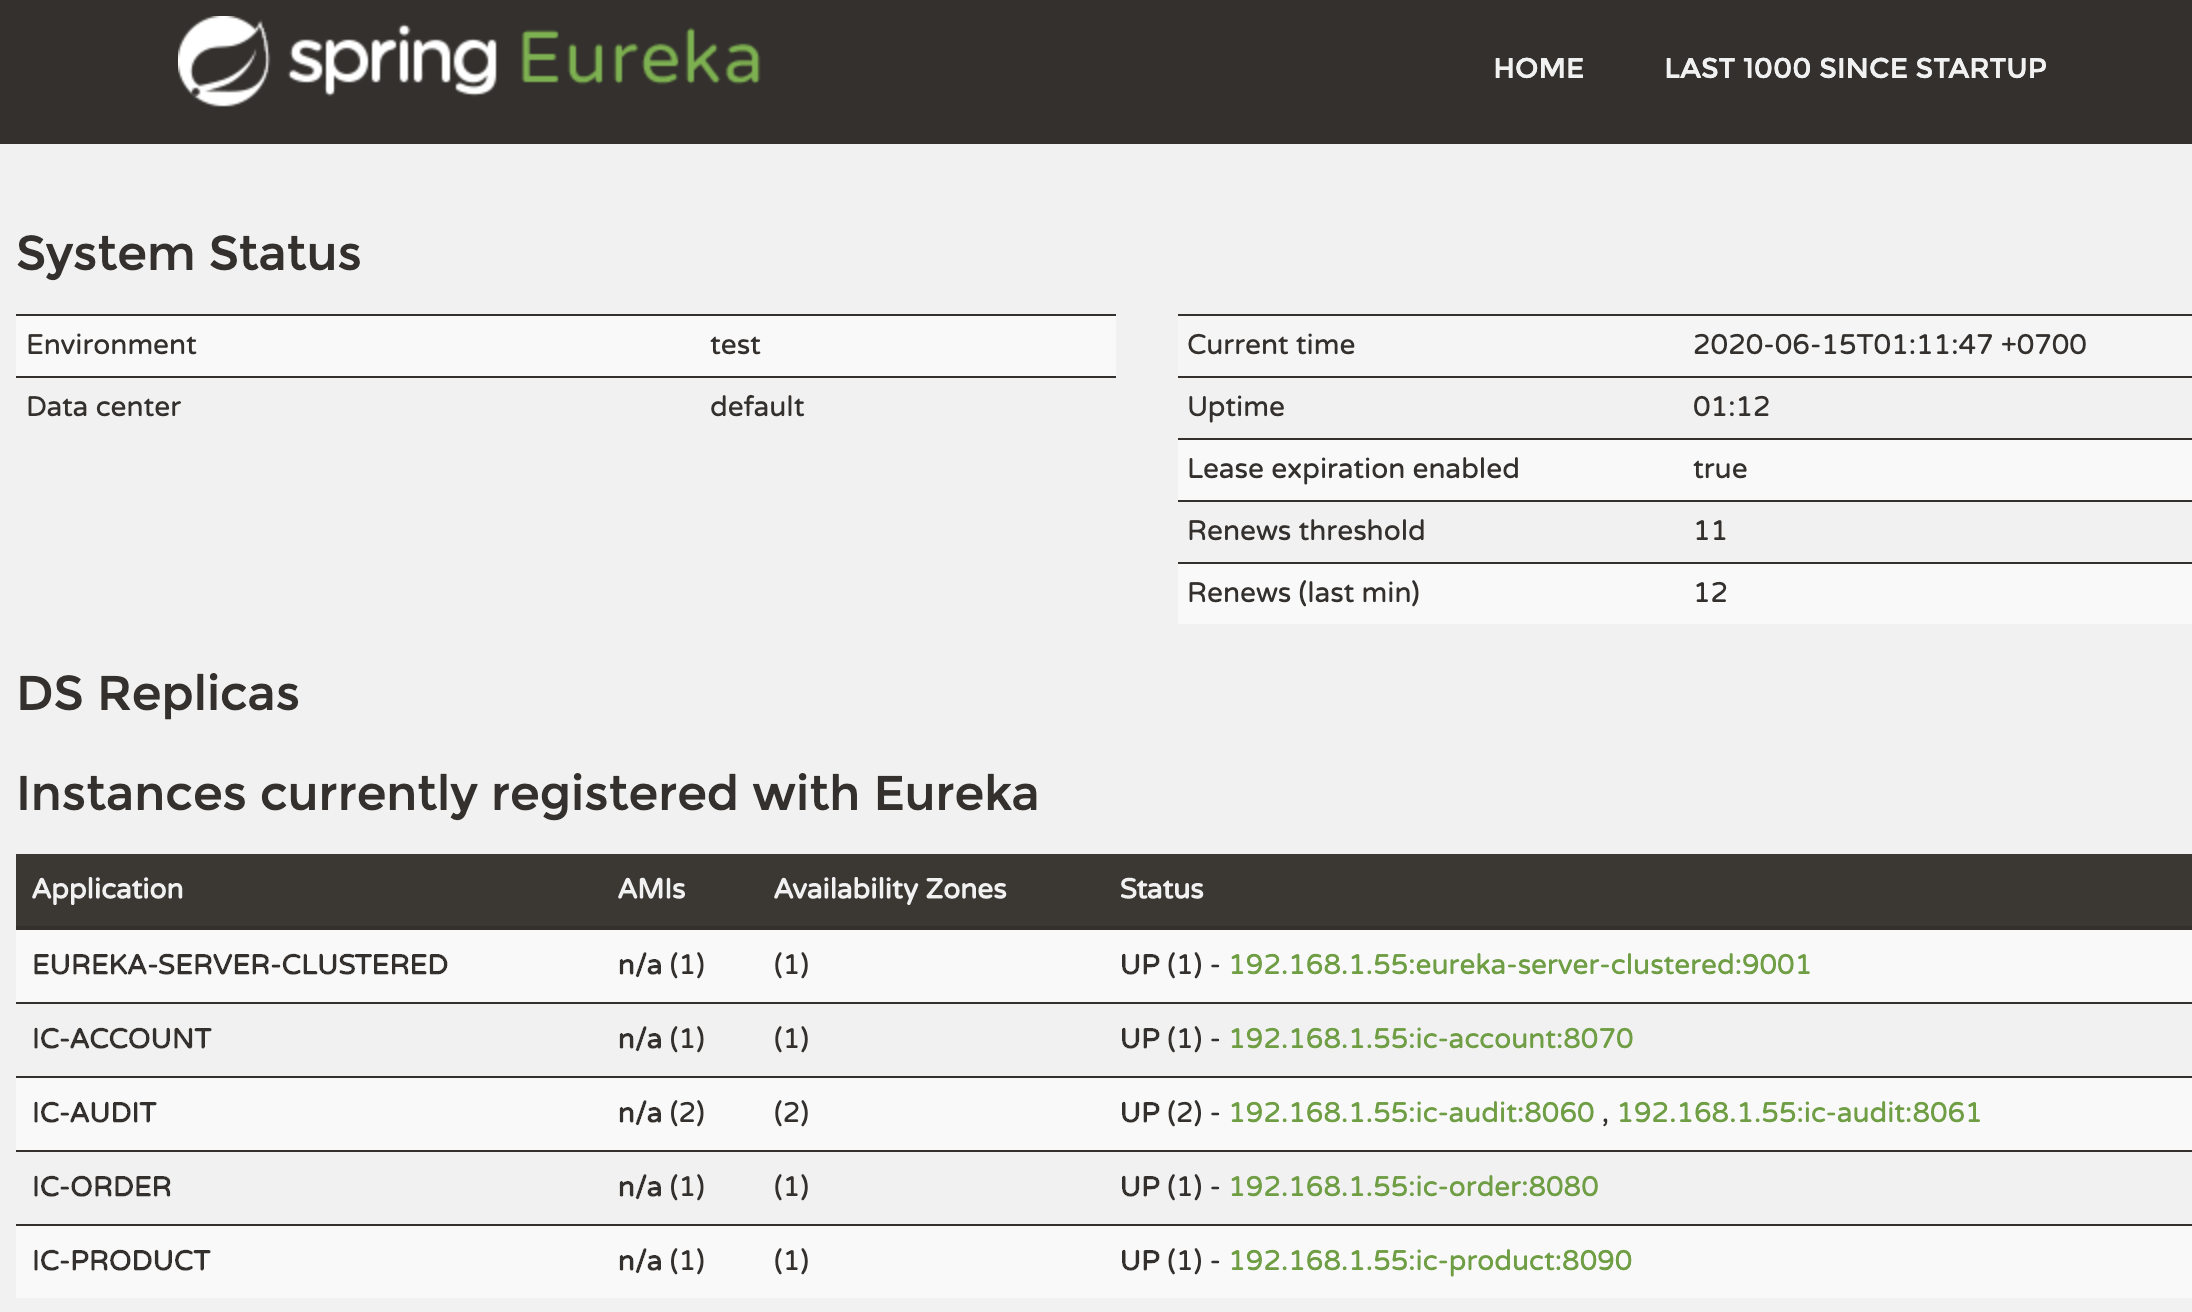 spring Eureka
HOME LAST 1000 SINCE STARTUP
System Status
Environment test
Data center default
Current time 2020-06-15T01:11:47 +0700
Uptime 01:12
Lease expiration enabled true
Renews threshold 11
Renews (last min) 12
DS Replicas
Instances currently registered with Eureka
Application AMIs Availability Zones Status
EUREKA-SERVER-CLUSTERED n/a (1) (1) UP (1) - 192.168.1.55:eureka-server-clustered:9001
IC-ACCOUNT n/a (1) (1) UP (1) - 192.168.1.55:ic-account:8070
IC-AUDIT n/a (2) (2) UP (2) - 192.168.1.55:ic-audit:8060 , 192.168.1.55:ic-audit:8061
IC-ORDER n/a (1) (1) UP (1) - 192.168.1.55:ic-order:8080
IC-PRODUCT n/a (1) (1) UP (1) - 192.168.1.55:ic-product:8090